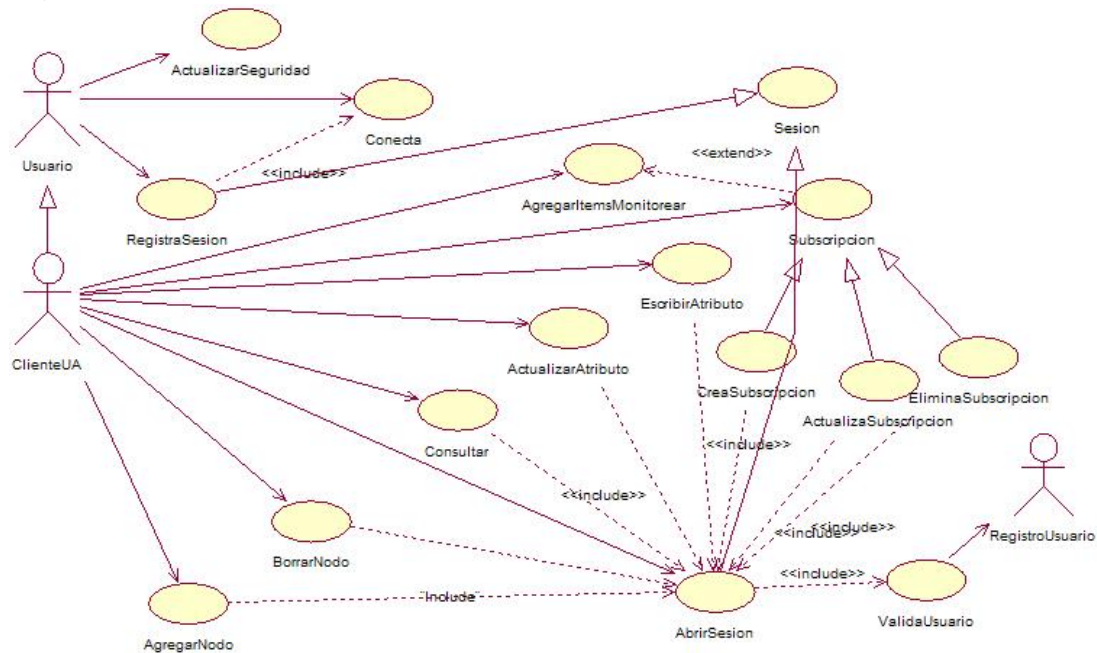 ActualizarSeguridad
Usuario
Conecta
Sesion
<<include>>
<<extend>>
RegistraSesion
AgregarItemsMonitorear
Subscripcion
ClienteUA
EscribirAtributo
ActualizarAtributo
CreaSubscripcion
EliminaSubscripcion
ActualizaSubscripcion
Consultar
<<include>>
<<include>>
<<include>>
<<include>>
RegistroUsuario
BorrarNodo
<<include>>
¨Include¨
AgregarNodo
AbrirSesion
ValidaUsuario